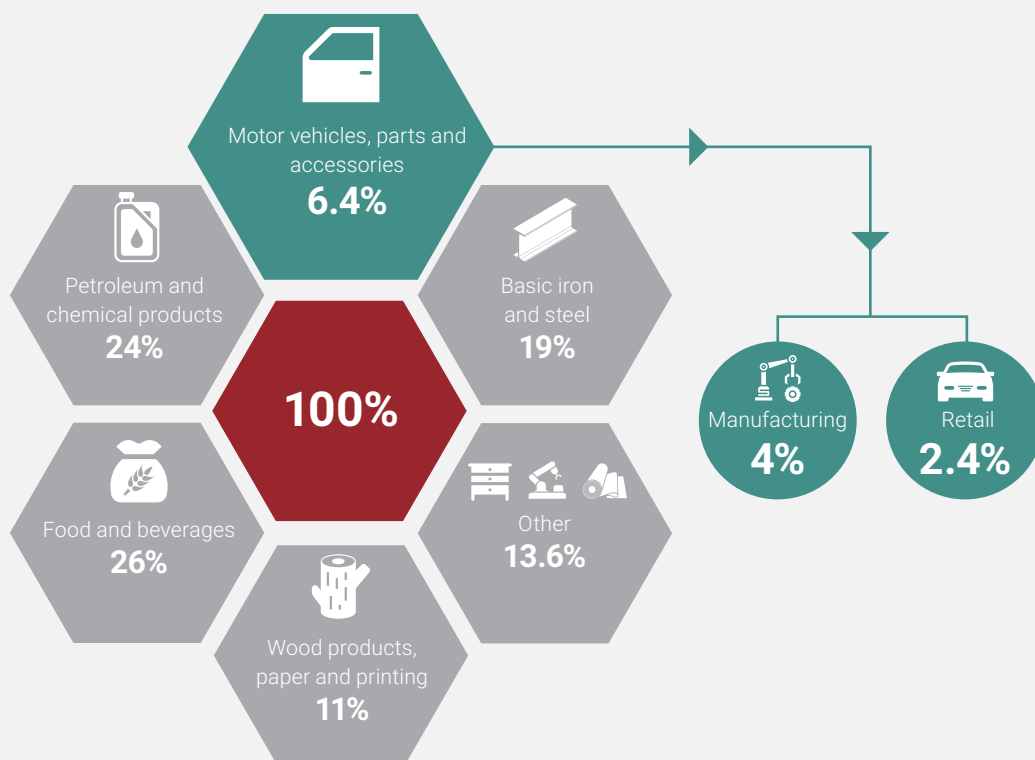 Motor vehicles, parts and
accessories
6.4%
Petroleum and
chemical products
24%
Basic iron
and steel
19%
100%
Manufacturing
4%
Retail
2.4%
Food and beverages
26%
Other
13.6%
Wood products,
paper and printing
11%